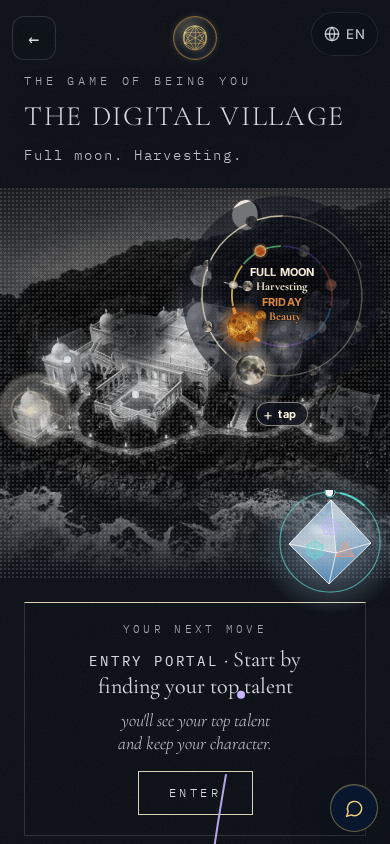 ←
EN
THE GAME OF BEING YOU
THE DIGITAL VILLAGE
Full moon. Harvesting.
FULL MOON
Harvesting
FRIDAY
Beauty
+ tap
YOUR NEXT MOVE
ENTRY PORTAL · Start by
finding your top talent
you'll see your top talent
and keep your character.
ENTER